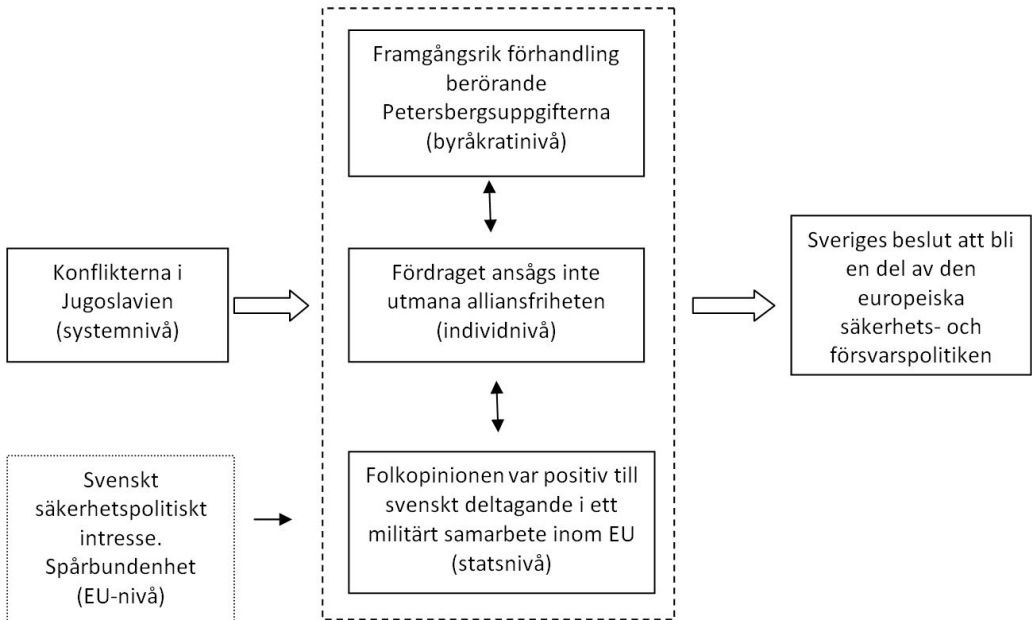 Framgångsrik förhandling
berörande
Petersbergsuppgifterna
(byråkratinivå)
Konflikterna i
Jugoslavien
(systemnivå)
Fördraget ansågs inte
utmana alliansfriheten
(individnivå)
Sveriges beslut att bli
en del av den
europeiska
säkerhets- och
försvarspolitiken
Svenskt
säkerhetspolitiskt
intresse.
Spårbundenhet
(EU-nivå)
Folkopinionen var positiv till
svenskt deltagande i ett
militärt samarbete inom EU
(statsnivå)